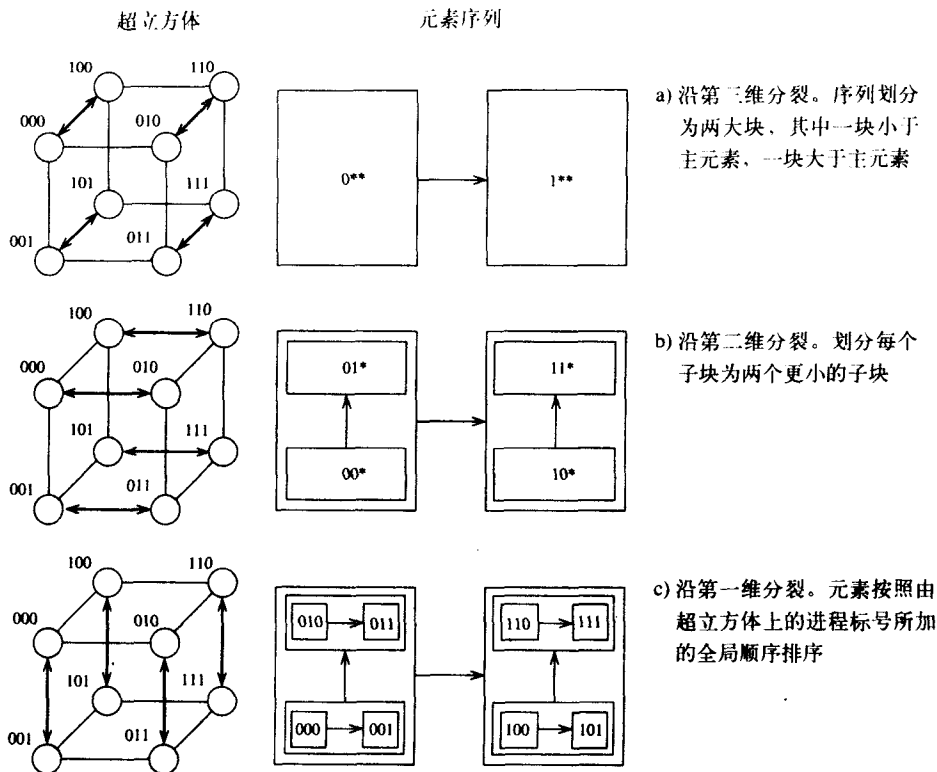 超立方体
元素序列
100 110
000 010
101 111
001 011
0** 1**
a) 沿第三维分裂。序列划分
为两大块、其中一块小于
主元素、一块大于主元素
100 110
000 010
101 111
001 011
01* 11*
00* 10*
b) 沿第二维分裂。划分每个
子块为两个更小的子块
100 110
000 010
101 111
001 011
010 011 110 111
000 001 100 101
c) 沿第一维分裂。元素按照由
超立方体上的进程标号所加
的全局顺序排序